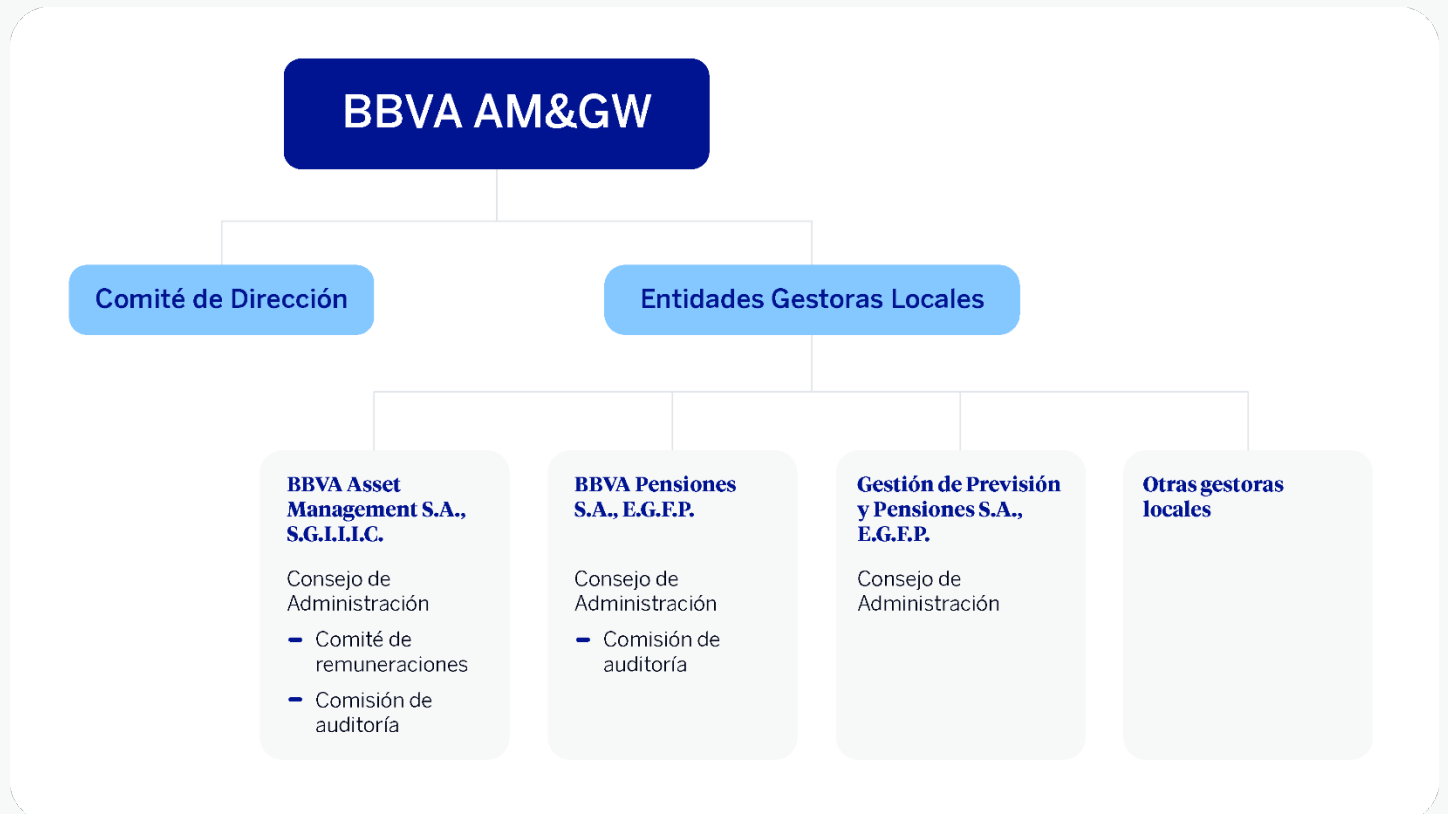 BBVA AM&GW
Comité de Dirección
Entidades Gestoras Locales
BBVA Asset
Management S.A.,
S.G.I.I.I.C.
Consejo de
Administración
- Comité de
remuneraciones
- Comisión de
auditoría
BBVA Pensiones
S.A., E.G.F.P.
Consejo de
Administración
- Comisión de
auditoría
Gestión de Previsión
y Pensiones S.A.,
E.G.F.P.
Consejo de
Administración
Otras gestoras
locales